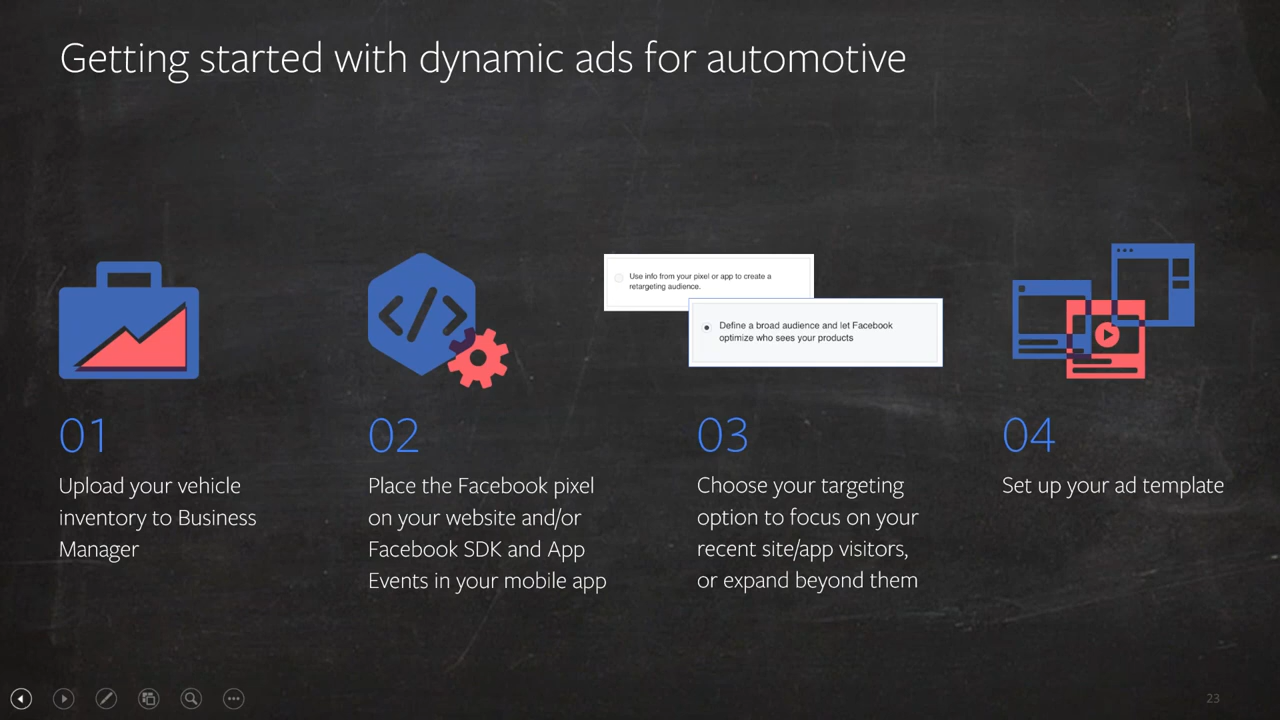 Getting started with dynamic ads for automotive
Use info from your pixel or app to create a
retargeting audience.
Define a broad audience and let Facebook
optimize who sees your products
01
Upload your vehicle
inventory to Business
Manager
02
Place the Facebook pixel
on your website and/or
Facebook SDK and App
Events in your mobile app
03
Choose your targeting
option to focus on your
recent site/app visitors,
or expand beyond them
04
Set up your ad template
23